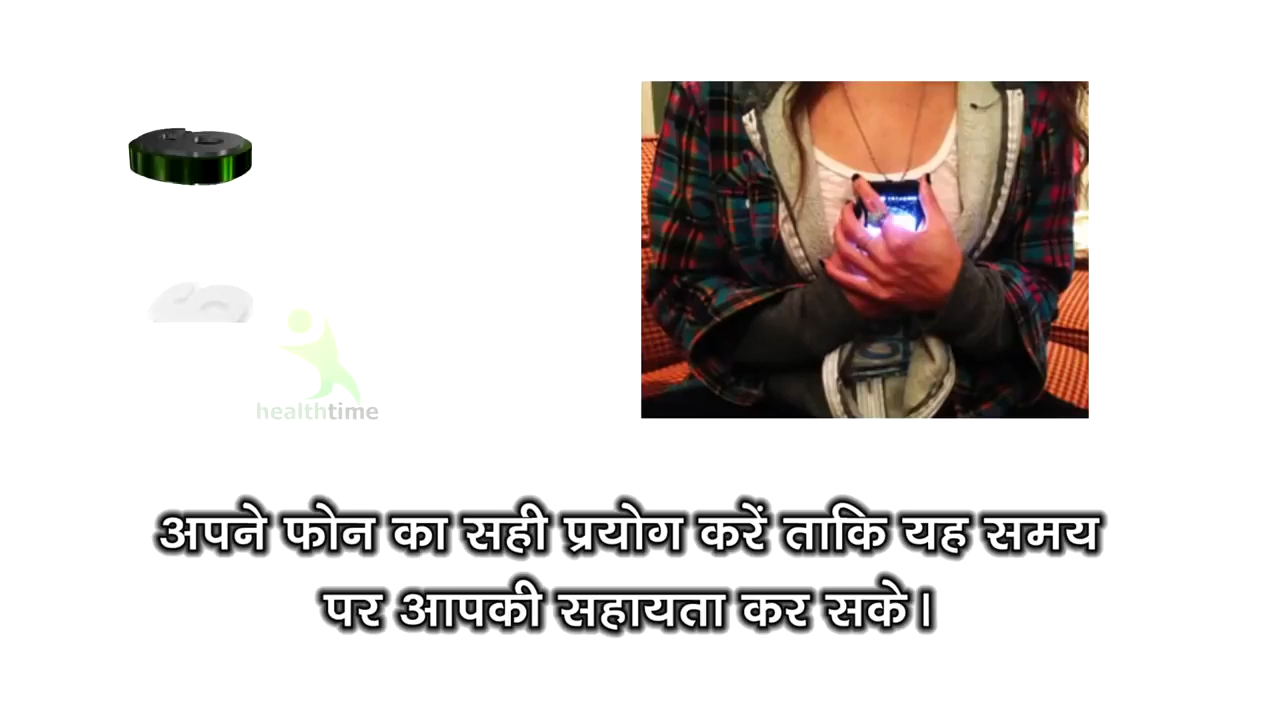 healthtime
अपने फोन का सही प्रयोग करें ताकि यह समय
पर आपकी सहायता कर सके।